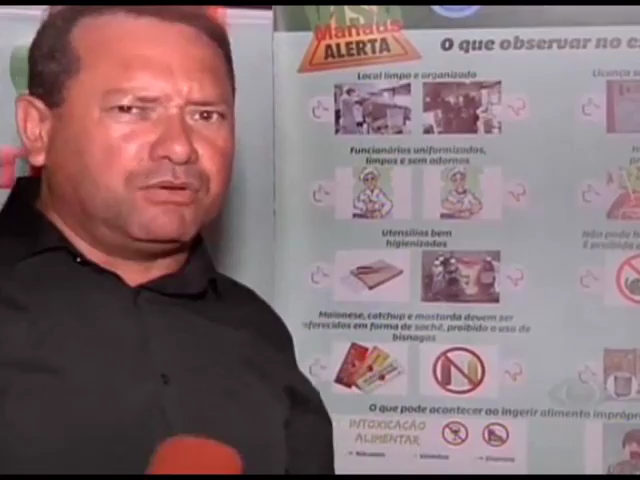 VISA
Manaus
ALERTA
O que observar no es
Local limpo e organizado
Licença s
Funcionários uniformizados,
limpos e sem adornos
Utensílios bem
higienizados
Não pode
É proibido
Maionese, catchup e mostarda devem ser
oferecidos em forma de sachê, proibido o uso de
bisnagas
O que pode acontecer ao ingerir alimento imprópr
INTOXICAÇÃO
ALIMENTAR